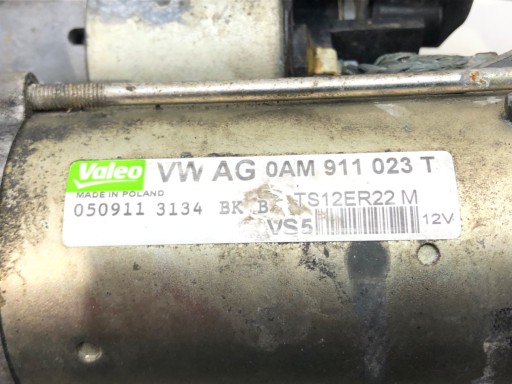 Valeo VW AG 0AM 911 023 T
MADE IN POLAND
050911 3134 BK B TS12ER22 M
VS5 12V